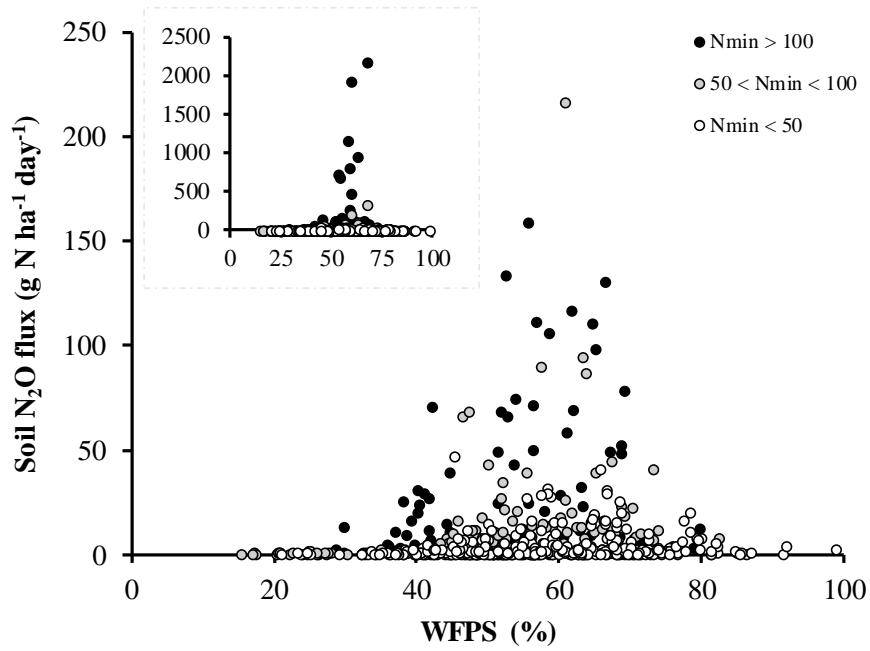 250
200
150
100
50
0
Soil N₂O flux (g N ha⁻¹ day⁻¹)
2500
2000
1500
1000
500
0
0 25 50 75 100
Nmin > 100
50 < Nmin < 100
Nmin < 50
0 20 40 60 80 100
WFPS (%)